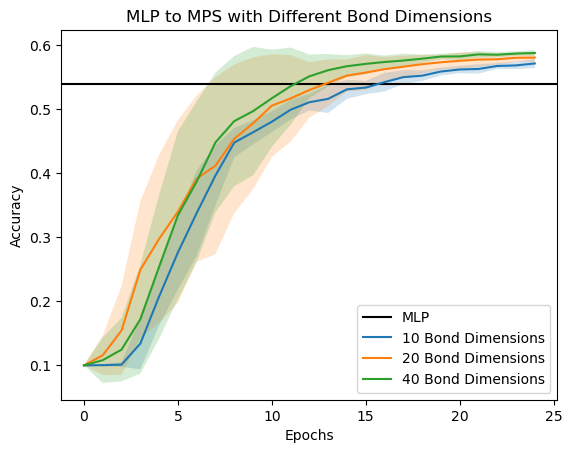 MLP to MPS with Different Bond Dimensions
Accuracy
0.6
0.5
0.4
0.3
0.2
0.1
MLP
10 Bond Dimensions
20 Bond Dimensions
40 Bond Dimensions
0
5
10
15
20
25
Epochs